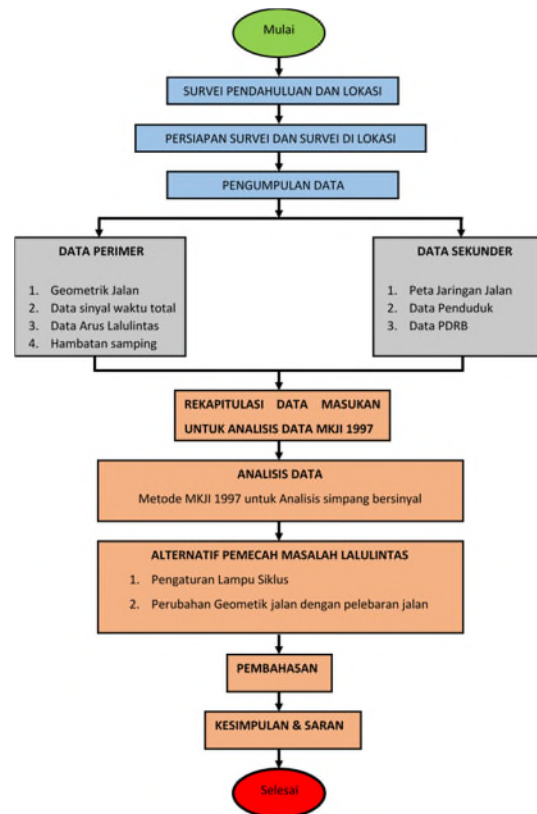 Mulai
SURVEI PENDAHULUAN DAN LOKASI
PERSIAPAN SURVEI DAN SURVEI DI LOKASI
PENGUMPULAN DATA
DATA PERIMER
1. Geometrik Jalan
2. Data sinyal waktu total
3. Data Arus Lalulintas
4. Hambatan samping
DATA SEKUNDER
1. Peta Jaringan Jalan
2. Data Penduduk
3. Data PDRB
REKAPITULASI DATA MASUKAN
UNTUK ANALISIS DATA MKJI 1997
ANALISIS DATA
Metode MKJI 1997 untuk Analisis simpang bersinyal
ALTERNATIF PEMECAH MASALAH LALULINTAS
1. Pengaturan Lampu Siklus
2. Perubahan Geometik jalan dengan pelebaran jalan
PEMBAHASAN
KESIMPULAN & SARAN
Selesai